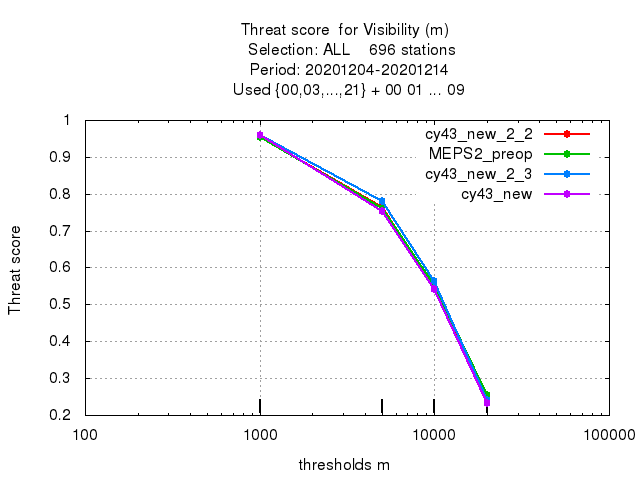 Threat score  for Visibility (m)
Selection: ALL    696 stations
Period: 20201204-20201214
Used {00,03,...,21} + 00 01 ... 09
cy43_new_2_2
MEPS2_preop
cy43_new_2_3
cy43_new
1
0.9
0.8
0.7
0.6
0.5
0.4
0.3
0.2
Threat score
100
1000
10000
100000
thresholds m